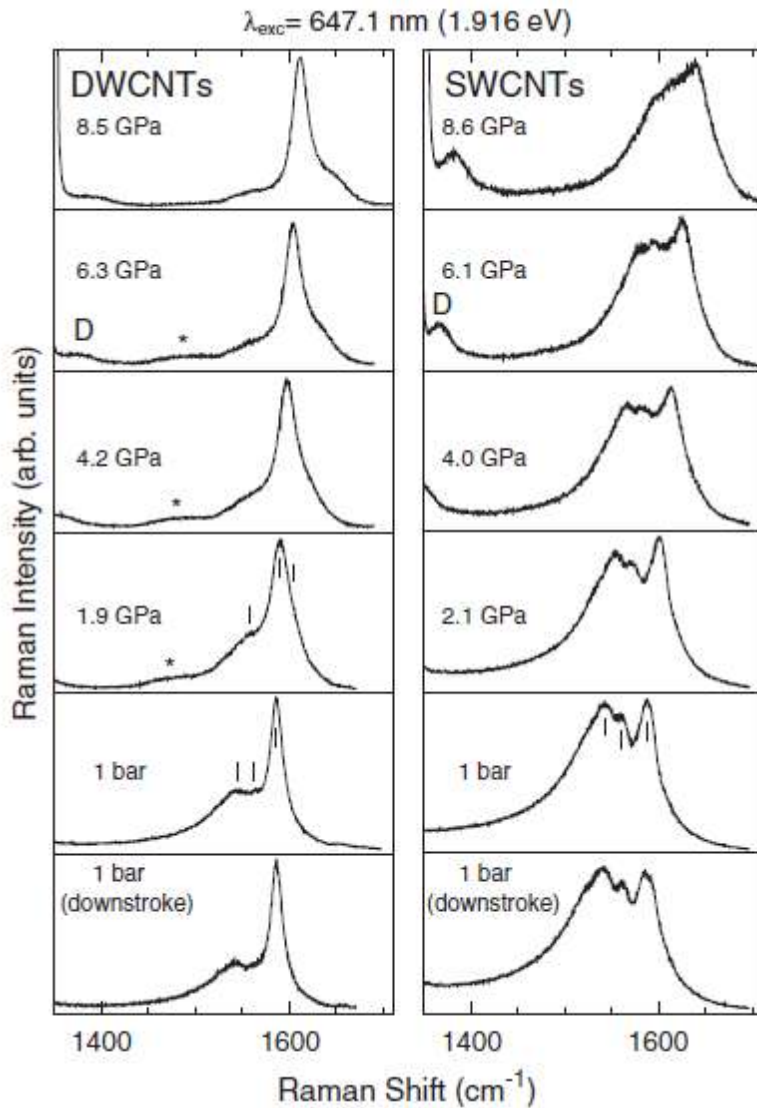 λexc= 647.1 nm (1.916 eV)
DWCNTs
8.5 GPa
6.3 GPa
D
*
4.2 GPa
*
1.9 GPa
*
1 bar
1 bar
(downstroke)
SWCNTs
8.6 GPa
6.1 GPa
D
4.0 GPa
2.1 GPa
1 bar
1 bar
(downstroke)
Raman Intensity (arb. units)
1400 1600 1400 1600
Raman Shift (cm⁻¹)